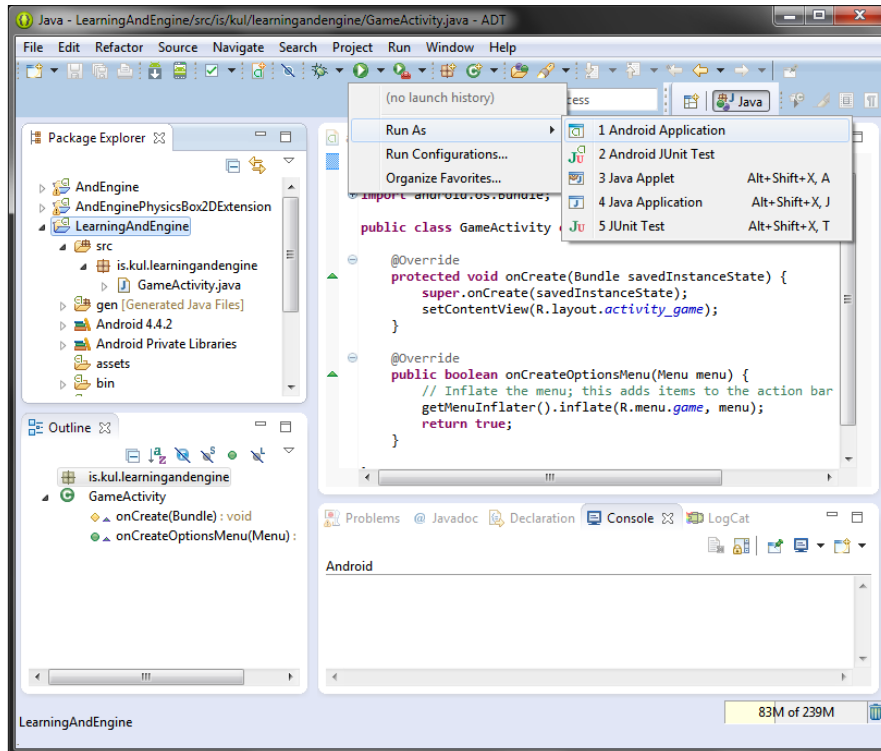 Java - LearningAndEngine/src/is/kul/learningandengine/GameActivity.java - ADT
File Edit Refactor Source Navigate Search Project Run Window Help
(no launch history)
Run As
Run Configurations...
Organize Favorites...
1 Android Application
2 Android JUnit Test
3 Java Applet Alt+Shift+X, A
4 Java Application Alt+Shift+X, J
5 JUnit Test Alt+Shift+X, T
Java
Package Explorer
AndEngine
AndEnginePhysicsBox2DExtension
LearningAndEngine
src
is.kul.learningandengine
GameActivity.java
gen [Generated Java Files]
Android 4.4.2
Android Private Libraries
assets
bin
import android.os.Bundle;
public class GameActivity
@Override
protected void onCreate(Bundle savedInstanceState) {
super.onCreate(savedInstanceState);
setContentView(R.layout.activity_game);
}
@Override
public boolean onCreateOptionsMenu(Menu menu) {
// Inflate the menu; this adds items to the action bar
getMenuInflater().inflate(R.menu.game, menu);
return true;
}
Outline
is.kul.learningandengine
GameActivity
onCreate(Bundle) : void
onCreateOptionsMenu(Menu) :
Problems @ Javadoc Declaration Console LogCat
Android
LearningAndEngine
83M of 239M